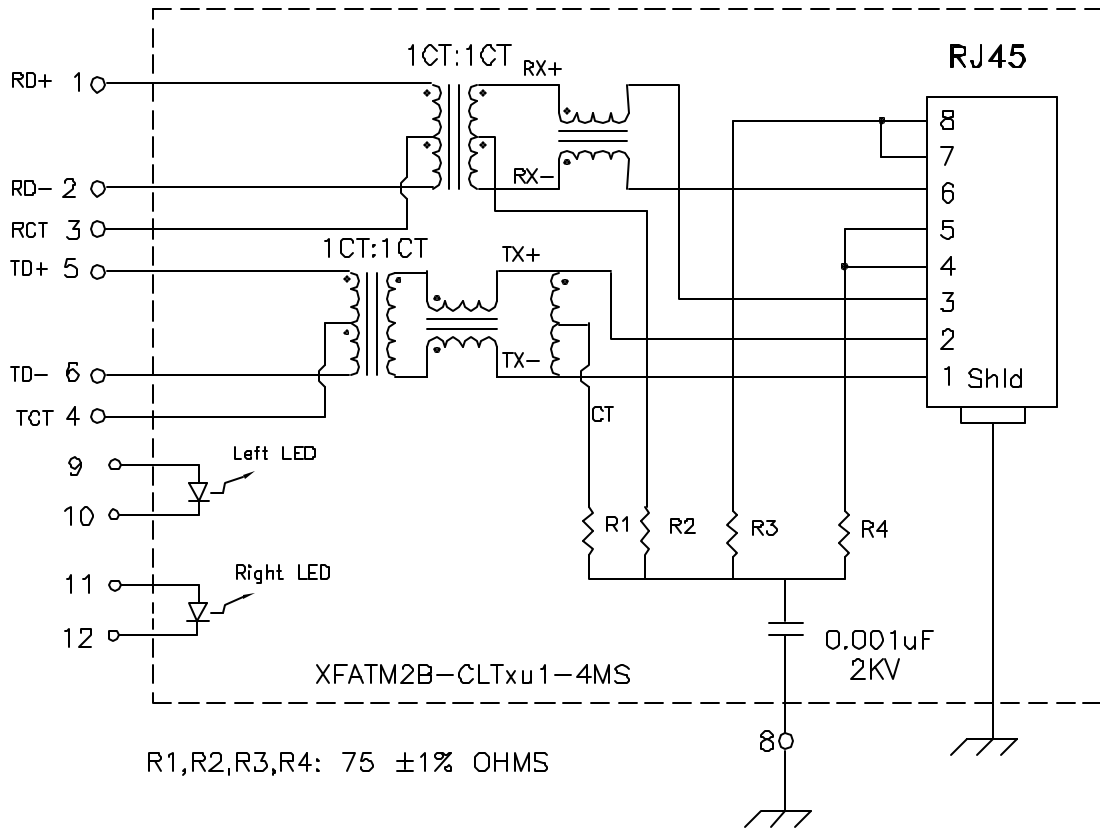 1CT:1CT
RJ45
RD+ 1
RX+
8
7
RD- 2
RX-
6
RCT 3
5
1CT:1CT
TX+
TD+ 5
4
3
2
TX-
TD- 6
1 Shld
TCT 4
CT
Left LED
9
10
R1
R2
R3
R4
Right LED
11
12
0.001uF
2KV
XFATM2B-CLTxu1-4MS
8
R1,R2,R3,R4: 75 ±1% OHMS